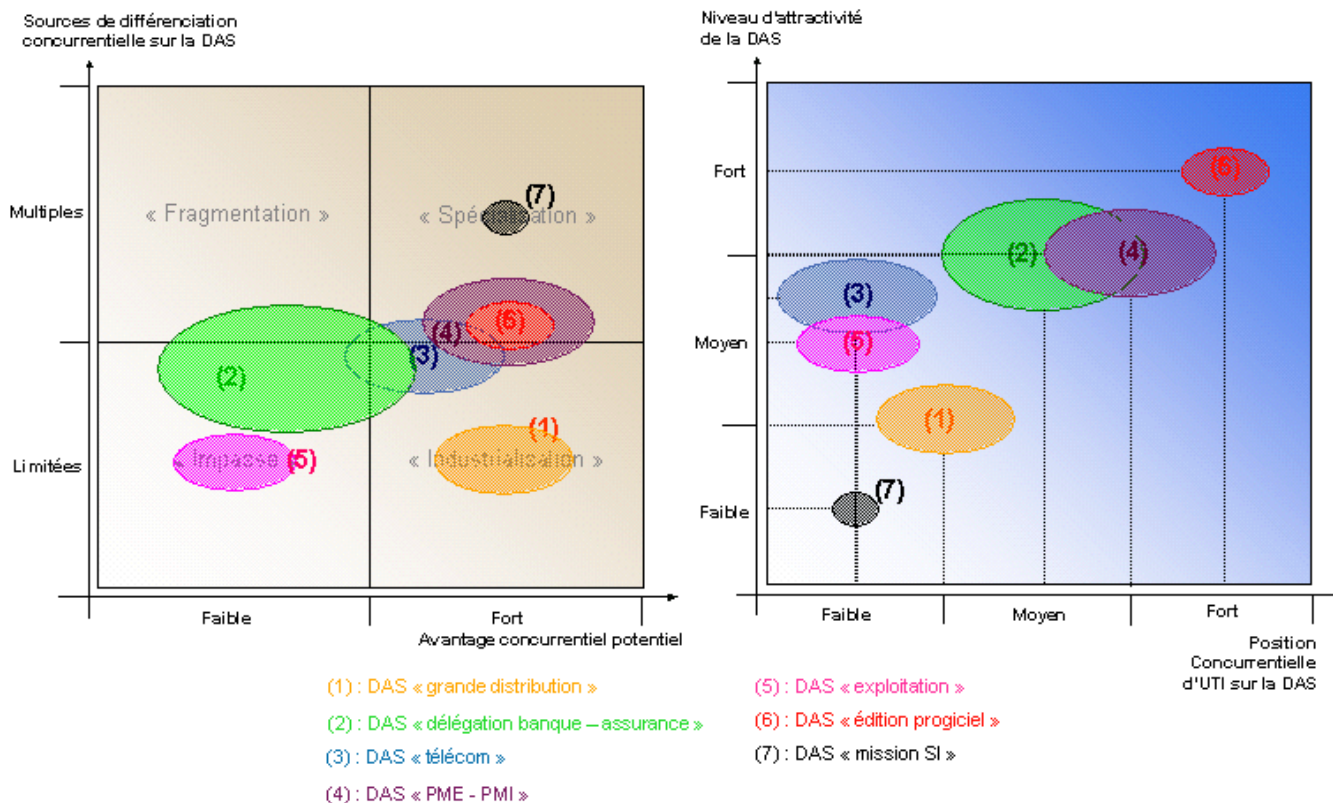 Sources de différenciation
concurrentielle sur la DAS
Multiples
Limitées
« Fragmentation »
« Spécialisation »
(7)
(6)
(4)
(3)
(2)
(1)
« Impasse »
(5)
« Industrialisation »
Faible
Fort
Avantage concurrentiel potentiel
Niveau d'attractivité
de la DAS
Fort
Moyen
Faible
(6)
(2)
(4)
(3)
(5)
(1)
(7)
Faible
Moyen
Fort
Position
Concurrentielle
d'UTI sur la DAS
(1) : DAS « grande distribution »
(2) : DAS « délégation banque – assurance »
(3) : DAS « télécom »
(4) : DAS « PME - PMI »
(5) : DAS « exploitation »
(6) : DAS « édition progiciel »
(7) : DAS « mission SI »